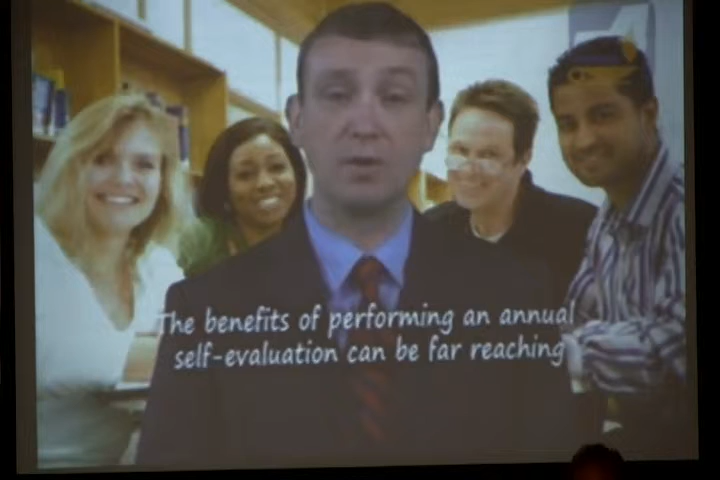 The benefits of performing an annual
self-evaluation can be far reaching